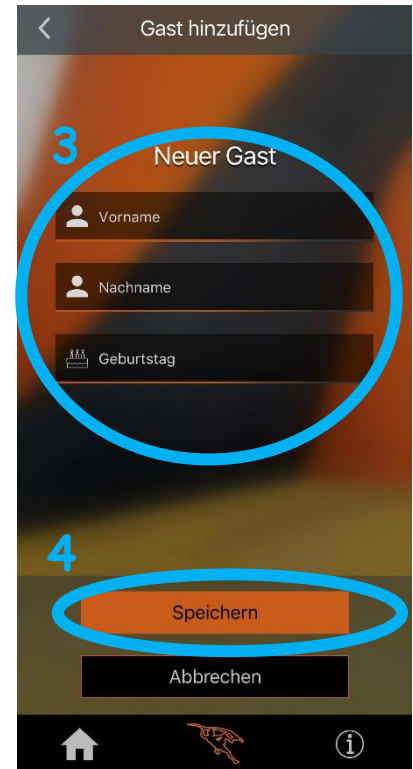 Gast hinzufügen
3
Neuer Gast
Vorname
Nachname
Geburtstag
4
Speichern
Abbrechen